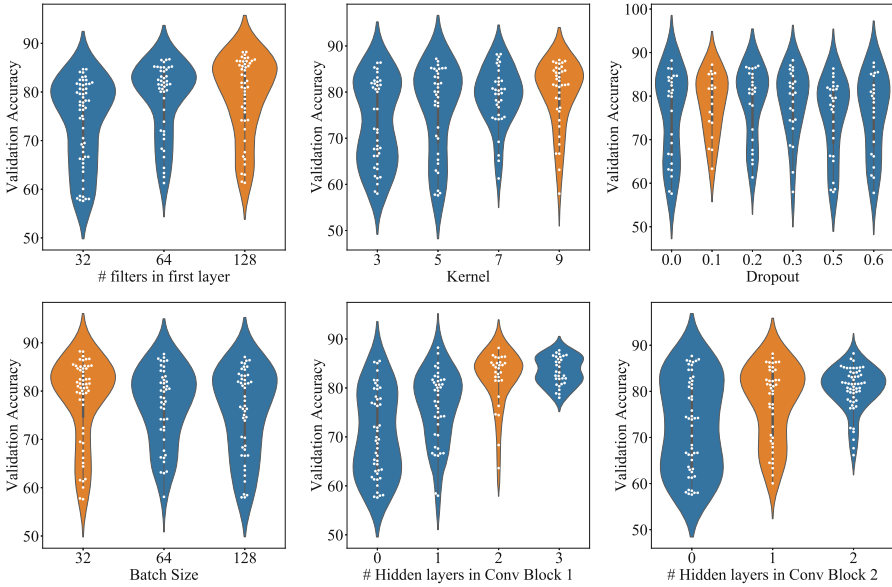 Validation Accuracy
90
80
70
60
50
32 64 128
# filters in first layer
Validation Accuracy
90
80
70
60
50
3 5 7 9
Kernel
Validation Accuracy
100
90
80
70
60
50
0.0 0.1 0.2 0.3 0.5 0.6
Dropout
Validation Accuracy
90
80
70
60
50
32 64 128
Batch Size
Validation Accuracy
90
80
70
60
50
0 1 2 3
# Hidden layers in Conv Block 1
Validation Accuracy
90
80
70
60
50
0 1 2
# Hidden layers in Conv Block 2